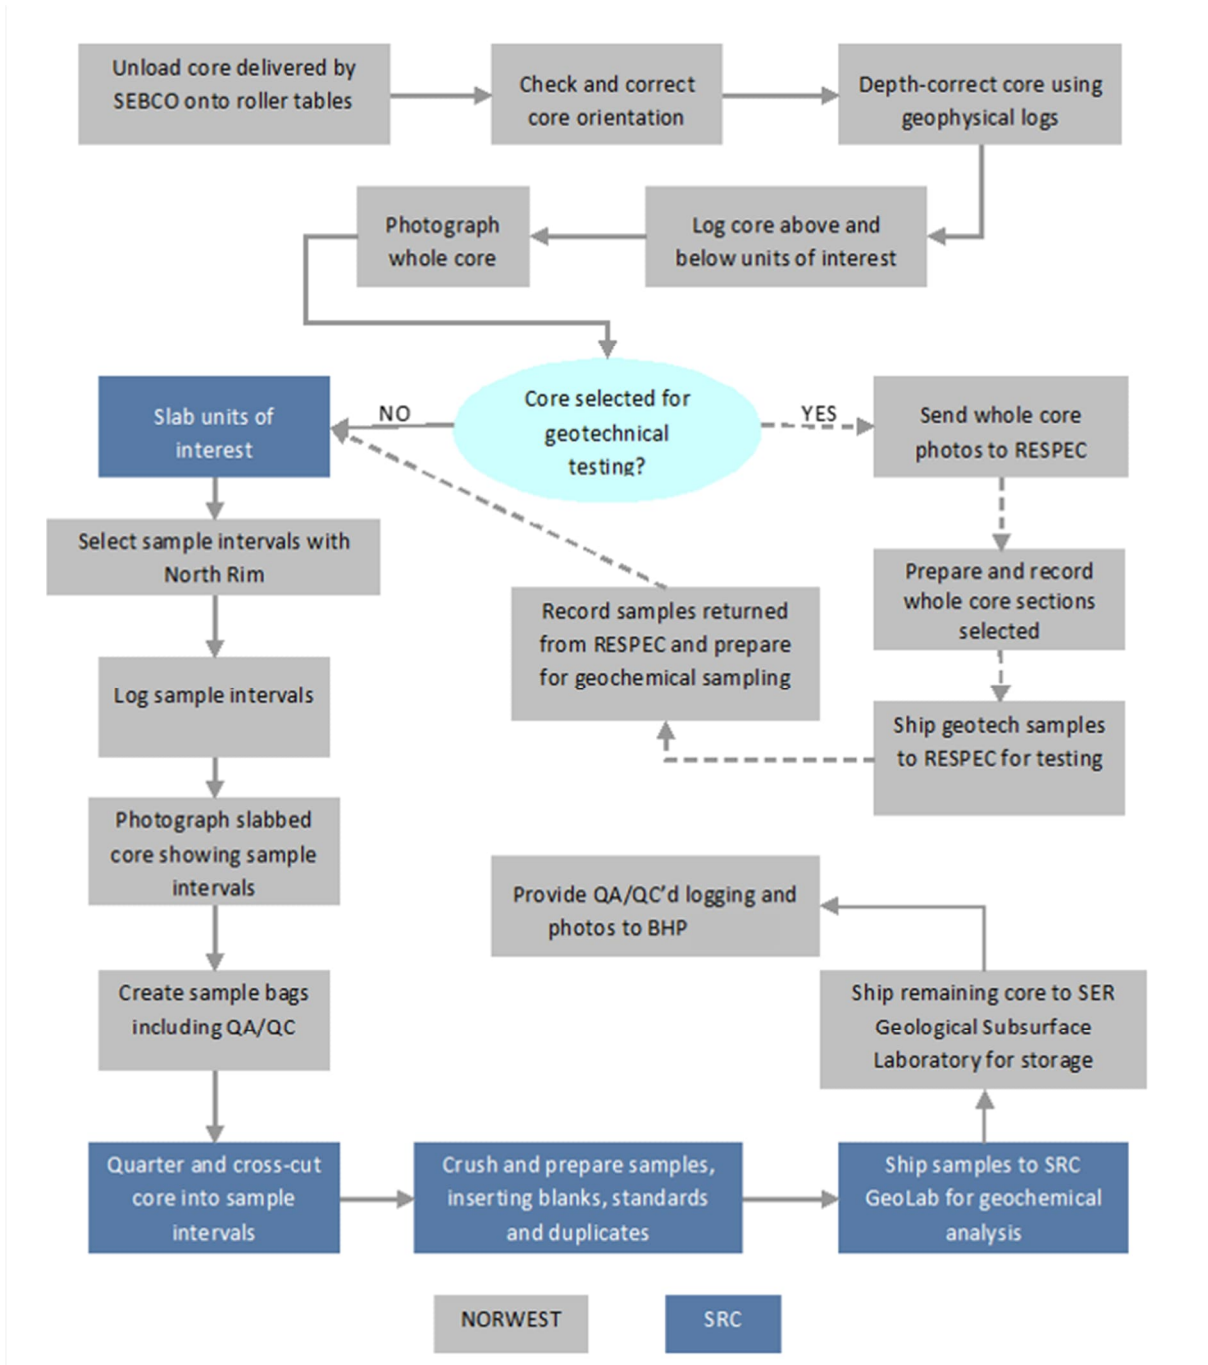 Unload core delivered by
SEBCO onto roller tables
Check and correct
core orientation
Depth-correct core using
geophysical logs
Log core above and
below units of interest
Photograph
whole core
Core selected for
geotechnical
testing?
NO
YES
Slab units of
interest
Send whole core
photos to RESPEC
Prepare and record
whole core sections
selected
Ship geotech samples
to RESPEC for testing
Record samples returned
from RESPEC and prepare
for geochemical sampling
Select sample intervals with
North Rim
Log sample intervals
Photograph slabbed
core showing sample
intervals
Create sample bags
including QA/QC
Quarter and cross-cut
core into sample
intervals
Crush and prepare samples,
inserting blanks, standards
and duplicates
Ship samples to SRC
GeoLab for geochemical
analysis
Ship remaining core to SER
Geological Subsurface
Laboratory for storage
Provide QA/QC’d logging and
photos to BHP
NORWEST
SRC